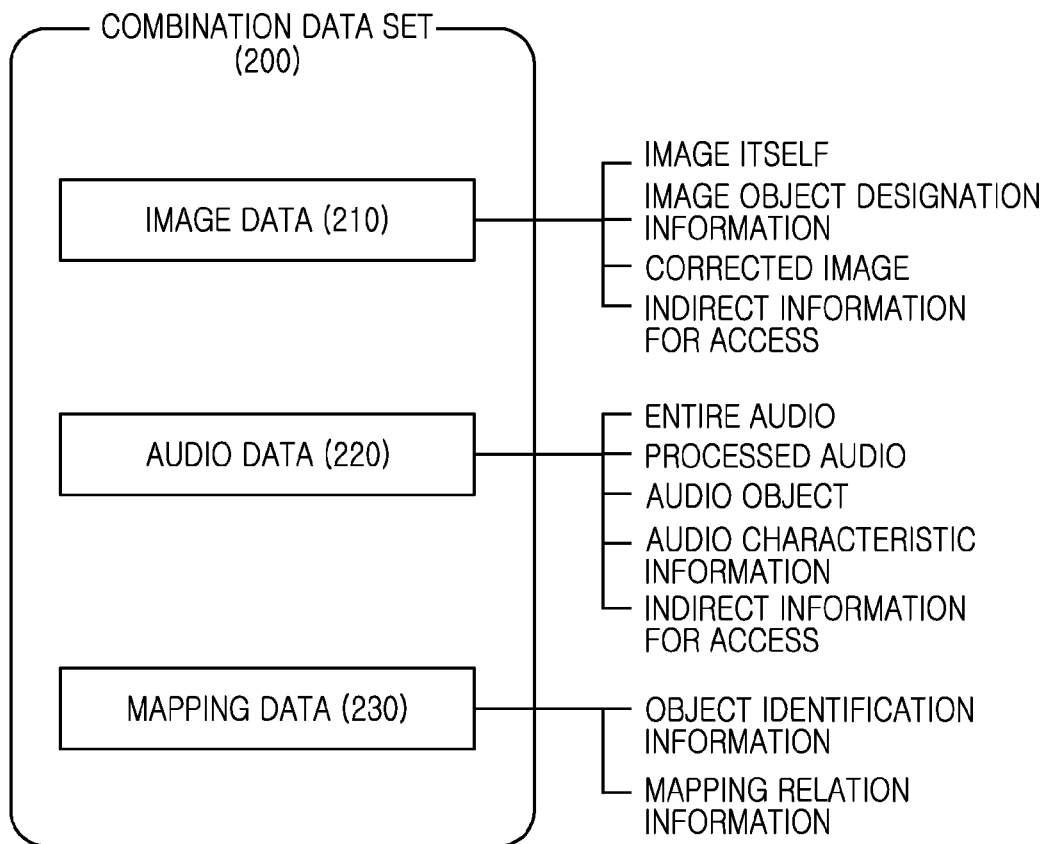 COMBINATION DATA SET
(200)
IMAGE DATA (210)
IMAGE ITSELF
IMAGE OBJECT DESIGNATION
INFORMATION
CORRECTED IMAGE
INDIRECT INFORMATION
FOR ACCESS
AUDIO DATA (220)
ENTIRE AUDIO
PROCESSED AUDIO
AUDIO OBJECT
AUDIO CHARACTERISTIC
INFORMATION
INDIRECT INFORMATION
FOR ACCESS
MAPPING DATA (230)
OBJECT IDENTIFICATION
INFORMATION
MAPPING RELATION
INFORMATION